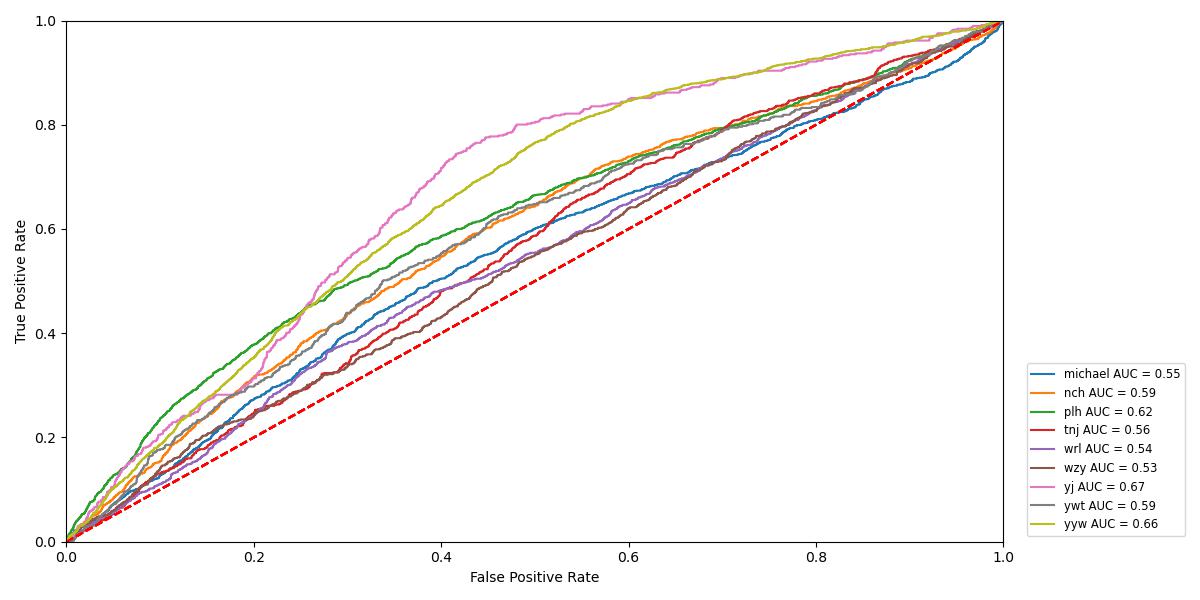 1.0
0.8
0.6
0.4
0.2
0.0
True Positive Rate
0.0 0.2 0.4 0.6 0.8 1.0
False Positive Rate
michael AUC = 0.55
nch AUC = 0.59
plh AUC = 0.62
tnj AUC = 0.56
wrl AUC = 0.54
wzy AUC = 0.53
yj AUC = 0.67
ywt AUC = 0.59
yyw AUC = 0.66